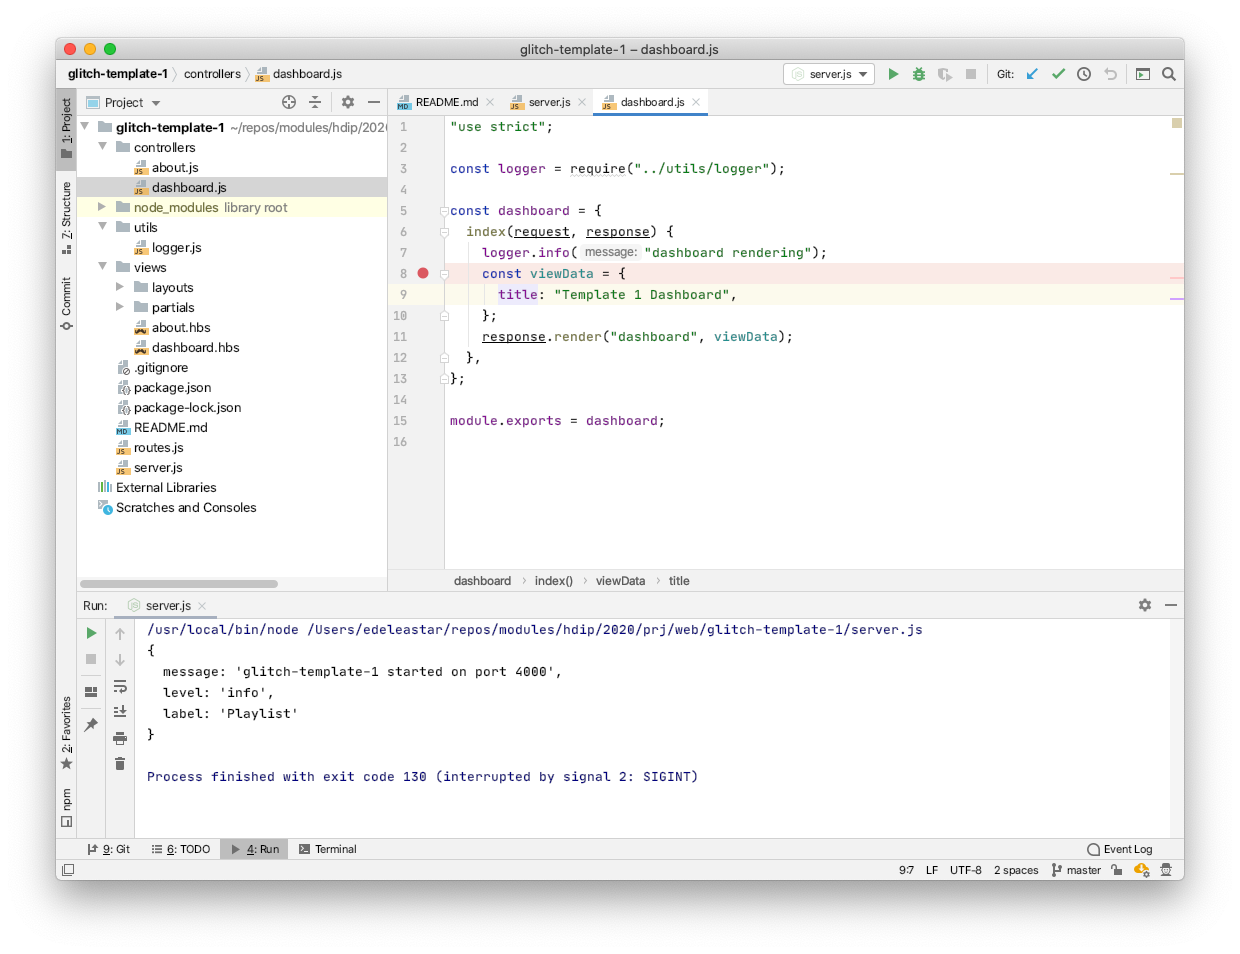 glitch-template-1 – dashboard.js
glitch-template-1 controllers dashboard.js
server.js
Git:
1: Project
7: Structure
Commit
2: Favorites
npm
Project
glitch-template-1 ~/repos/modules/hdip/2020
controllers
about.js
dashboard.js
node_modules library root
utils
logger.js
views
layouts
partials
about.hbs
dashboard.hbs
.gitignore
package.json
package-lock.json
README.md
routes.js
server.js
External Libraries
Scratches and Consoles
README.md server.js dashboard.js
1 "use strict";
2
3 const logger = require("../utils/logger");
4
5 const dashboard = {
6 index(request, response) {
7 logger.info( message: "dashboard rendering");
8 const viewData = {
9 title: "Template 1 Dashboard",
10 };
11 response.render("dashboard", viewData);
12 },
13 };
14
15 module.exports = dashboard;
16
dashboard index() viewData title
Run: server.js
/usr/local/bin/node /Users/edeleastar/repos/modules/hdip/2020/prj/web/glitch-template-1/server.js
{
message: 'glitch-template-1 started on port 4000',
level: 'info',
label: 'Playlist'
}
Process finished with exit code 130 (interrupted by signal 2: SIGINT)
9: Git 6: TODO 4: Run Terminal Event Log
9:7 LF UTF-8 2 spaces master